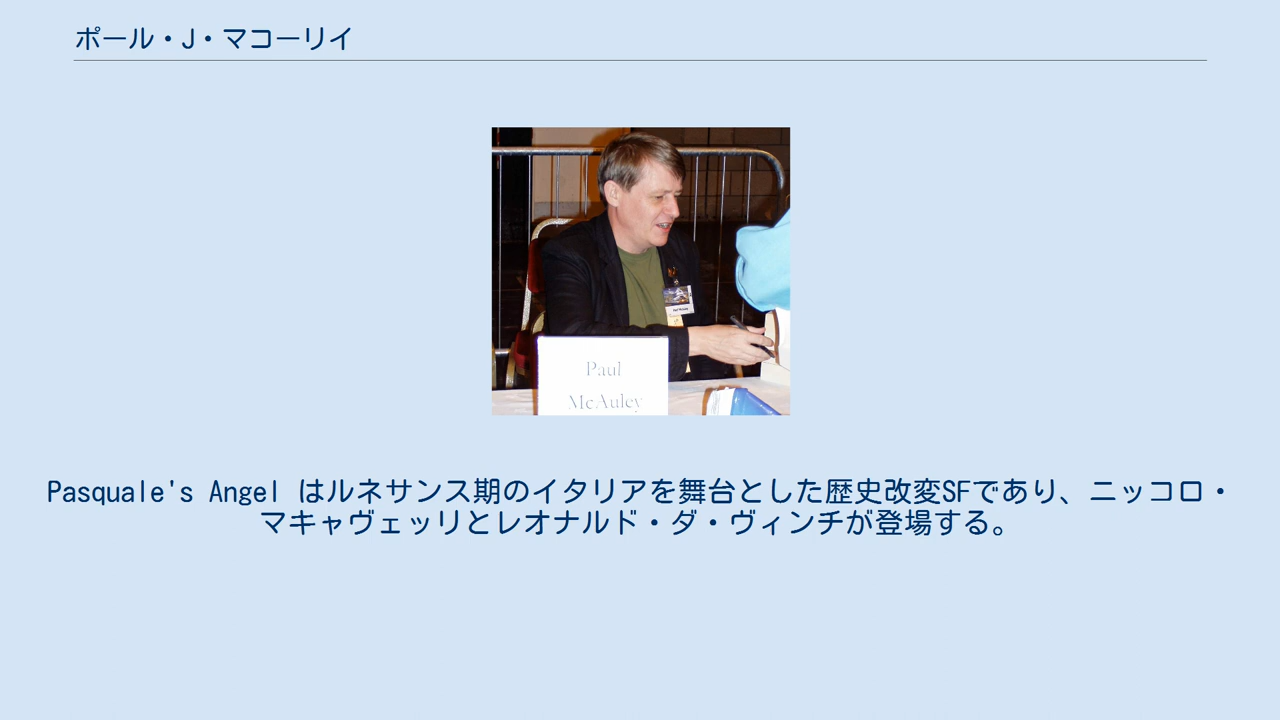 ポール・J・マコーリイ
Paul
McAuley
Pasquale's Angel はルネサンス期のイタリアを舞台とした歴史改変SFであり、ニッコロ・
マキャヴェッリとレオナルド・ダ・ヴィンチが登場する。